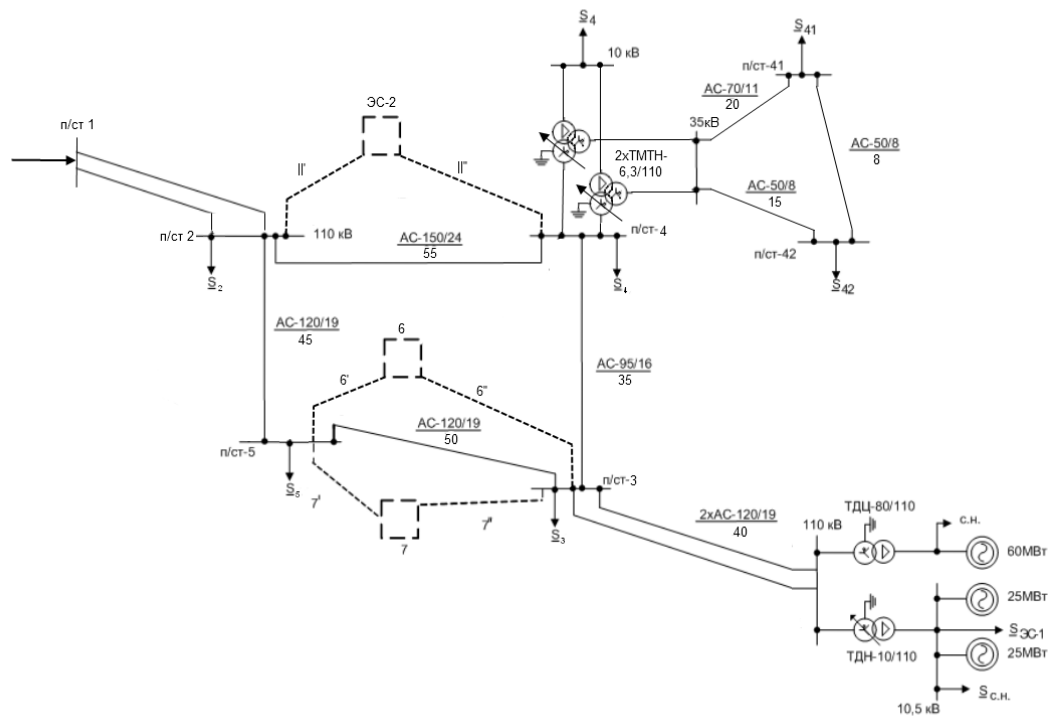 S4
10 кВ
S41
п/ст-41
ЭС-2
АС-70/11
20
п/ст 1
35кВ
2хТМТН-
6,3/110
АС-50/8
8
II'
II"
АС-50/8
15
п/ст 2
110 кВ
АС-150/24
55
п/ст-4
п/ст-42
S2
S4
S42
АС-120/19
45
6
6'
6"
АС-95/16
35
АС-120/19
50
п/ст-5
S5
7'
7"
7
п/ст-3
S3
2хАС-120/19
40
110 кВ
ТДЦ-80/110
с.н.
60МВт
25МВт
SЭС-1
ТДН-10/110
25МВт
Sс.н.
10,5 кВ